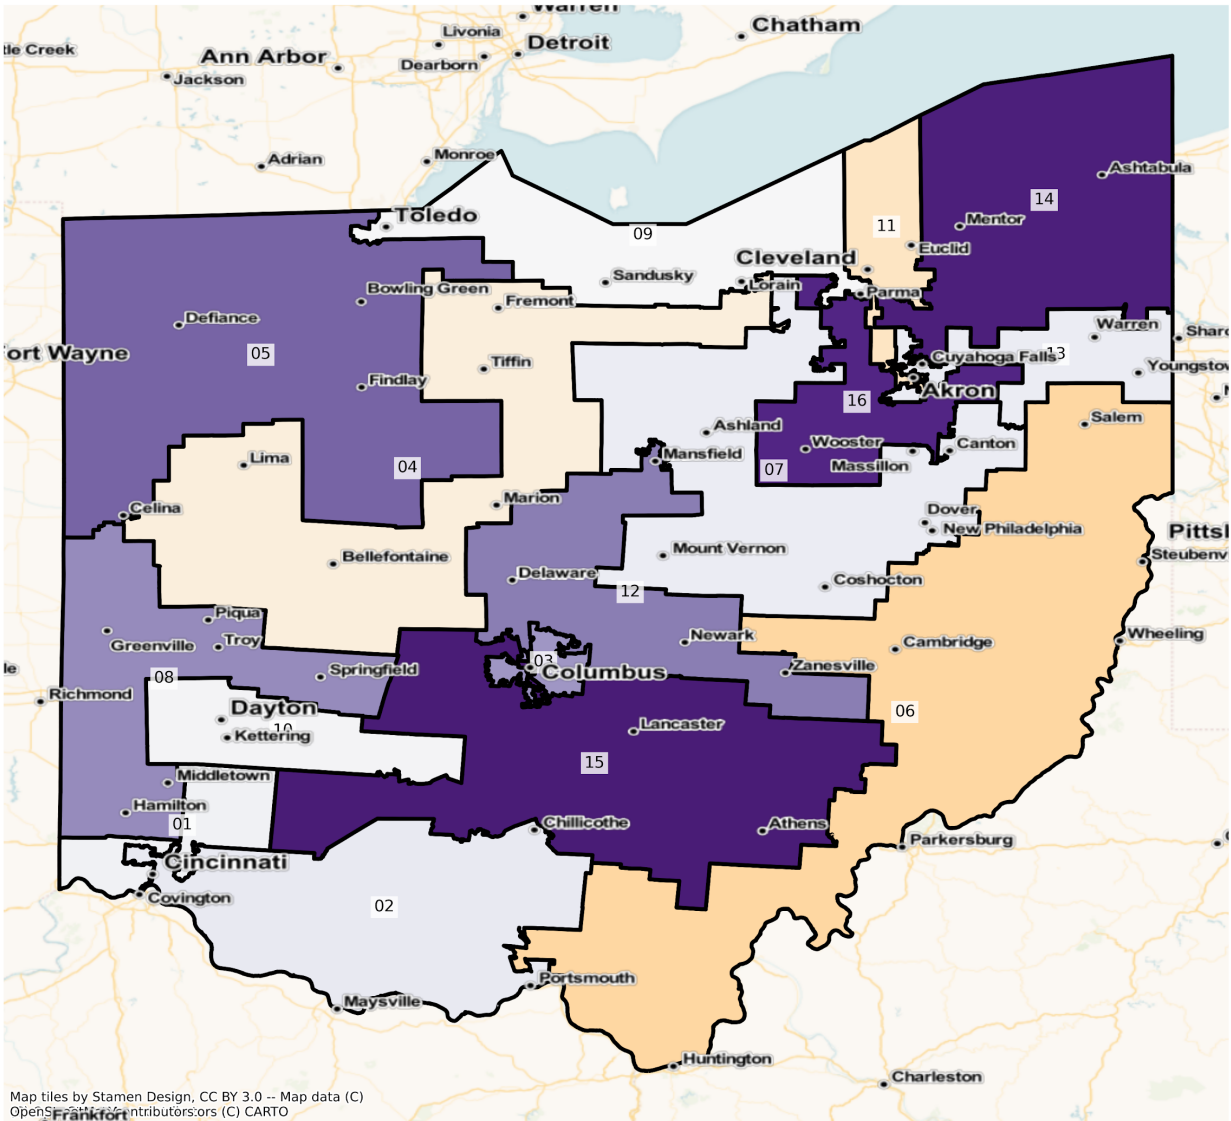 Warren
Livonia
Chatham
Detroit
tle Creek
Ann Arbor
Dearborn
Jackson
Adrian
Monroe
Ashtabula
14
Toledo
Mentor
11
09
Euclid
Cleveland
Sandusky
Lorain
Bowling Green
Parma
Fremont
Defiance
Warren
Sharo
ort Wayne
05
13
Cuyahoga Falls
Tiffin
Youngstow
Findlay
Akron
16
Salem
Ashland
Wooster
Canton
Lima
Mansfield
04
07
Massillon
Marion
Celina
Dover
New Philadelphia
Pittsl
Mount Vernon
Steubenv
Bellefontaine
Delaware
Coshocton
12
Piqua
Greenville
Troy
Newark
Cambridge
Wheeling
03
Columbus
Zanesville
Springfield
le
08
Richmond
Dayton
06
Lancaster
10
Kettering
15
Middletown
Hamilton
01
Chillicothe
Athens
Parkersburg
Cincinnati
Covington
02
Portsmouth
Maysville
Huntington
Charleston
Map tiles by Stamen Design, CC BY 3.0 -- Map data (C)
(C) CARTO
Frankfort